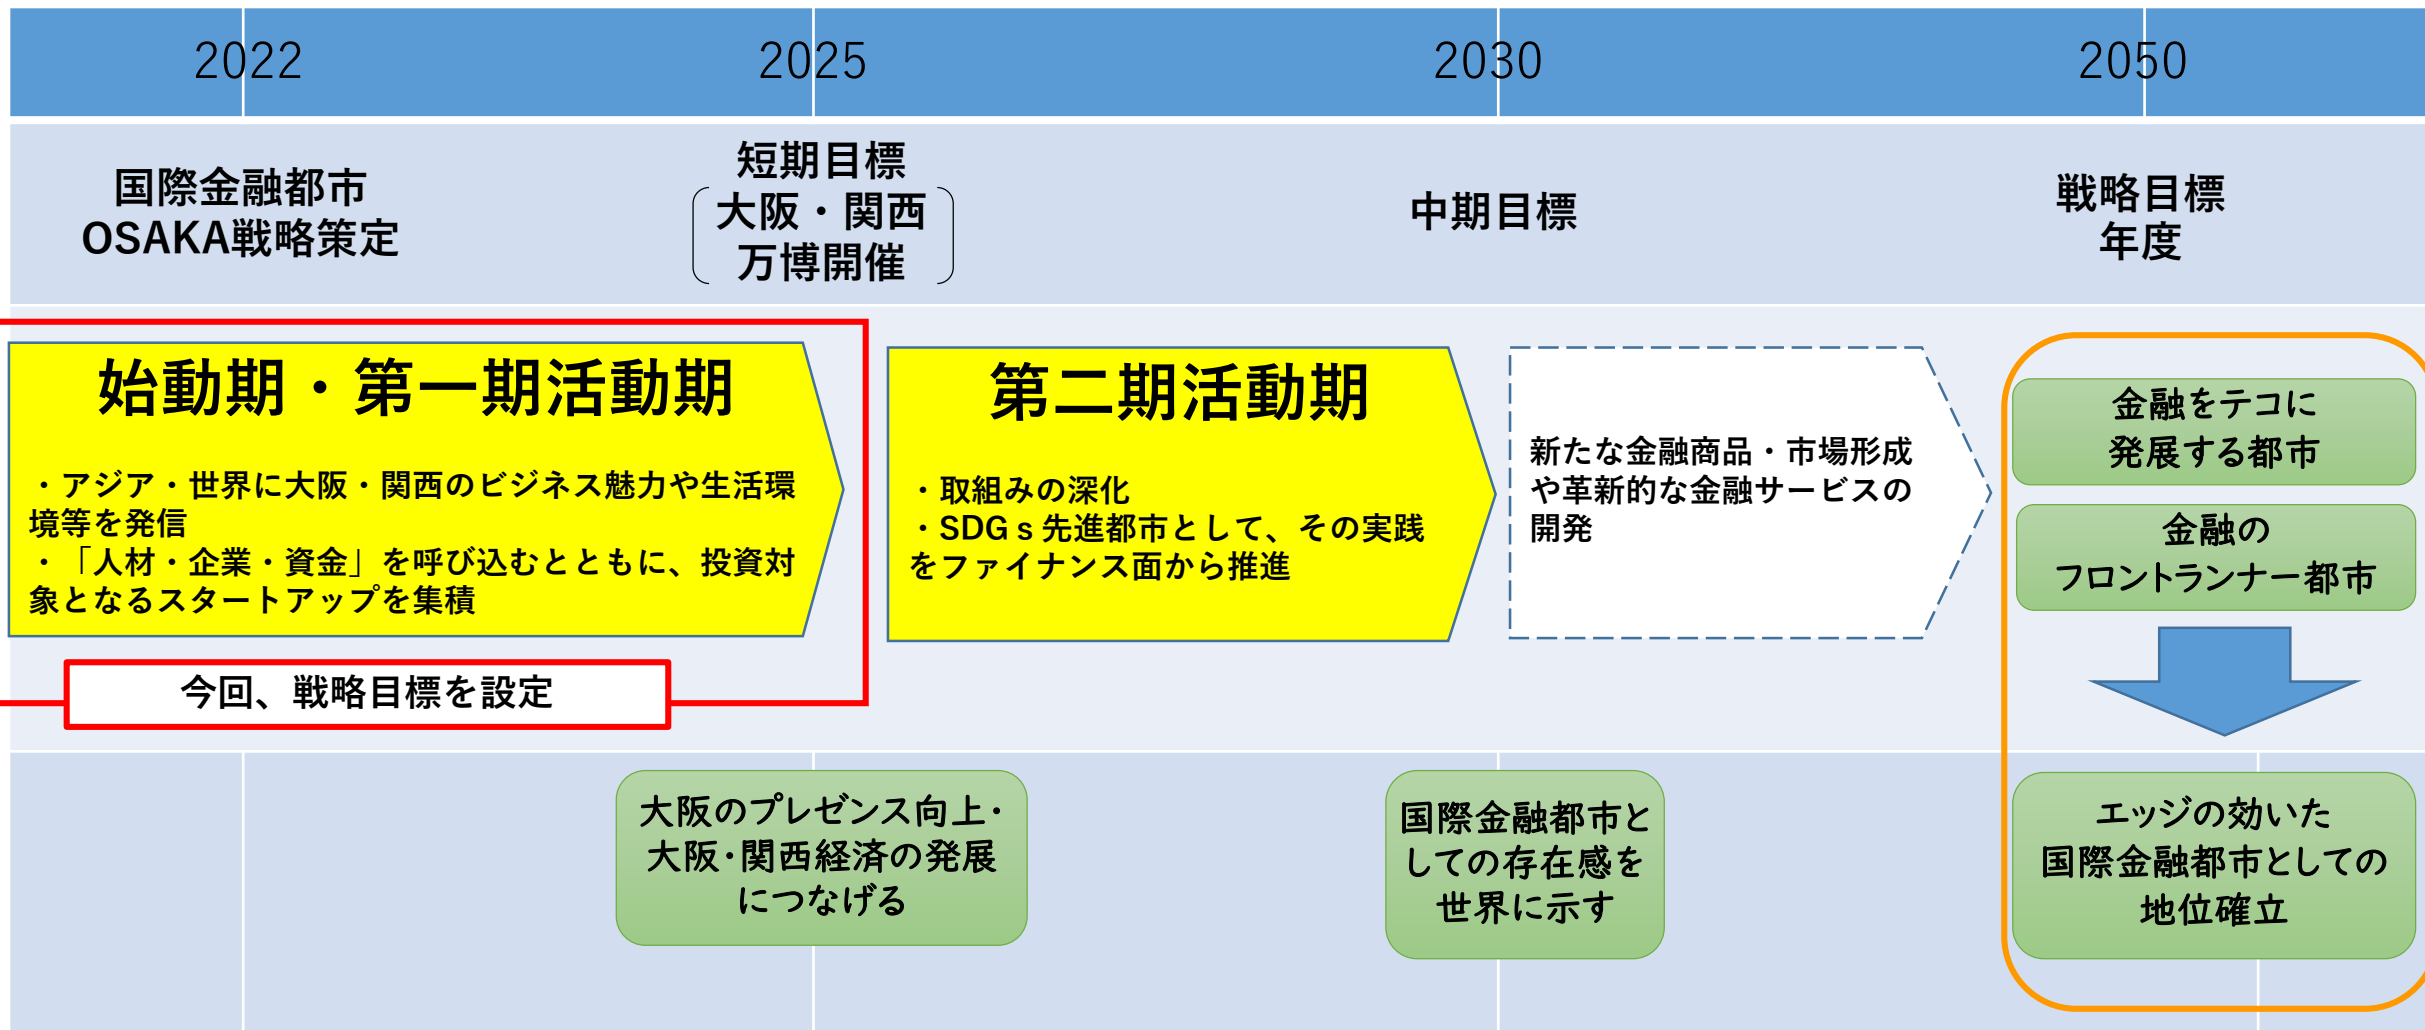 2022
2025
2030
2050
国際金融都市
OSAKA戦略策定
短期目標
大阪・関西
万博開催
中期目標
戦略目標
年度
始動期・第一期活動期
・アジア・世界に大阪・関西のビジネス魅力や生活環
境等を発信
・「人材・企業・資金」を呼び込むとともに、投資対
象となるスタートアップを集積
今回、戦略目標を設定
第二期活動期
・取組みの深化
・SDGｓ先進都市として、その実践
をファイナンス面から推進
新たな金融商品・市場形成
や革新的な金融サービスの
開発
金融をテコに
発展する都市
金融の
フロントランナー都市
大阪のプレゼンス向上・
大阪・関西経済の発展
につなげる
国際金融都市と
しての存在感を
世界に示す
エッジの効いた
国際金融都市としての
地位確立